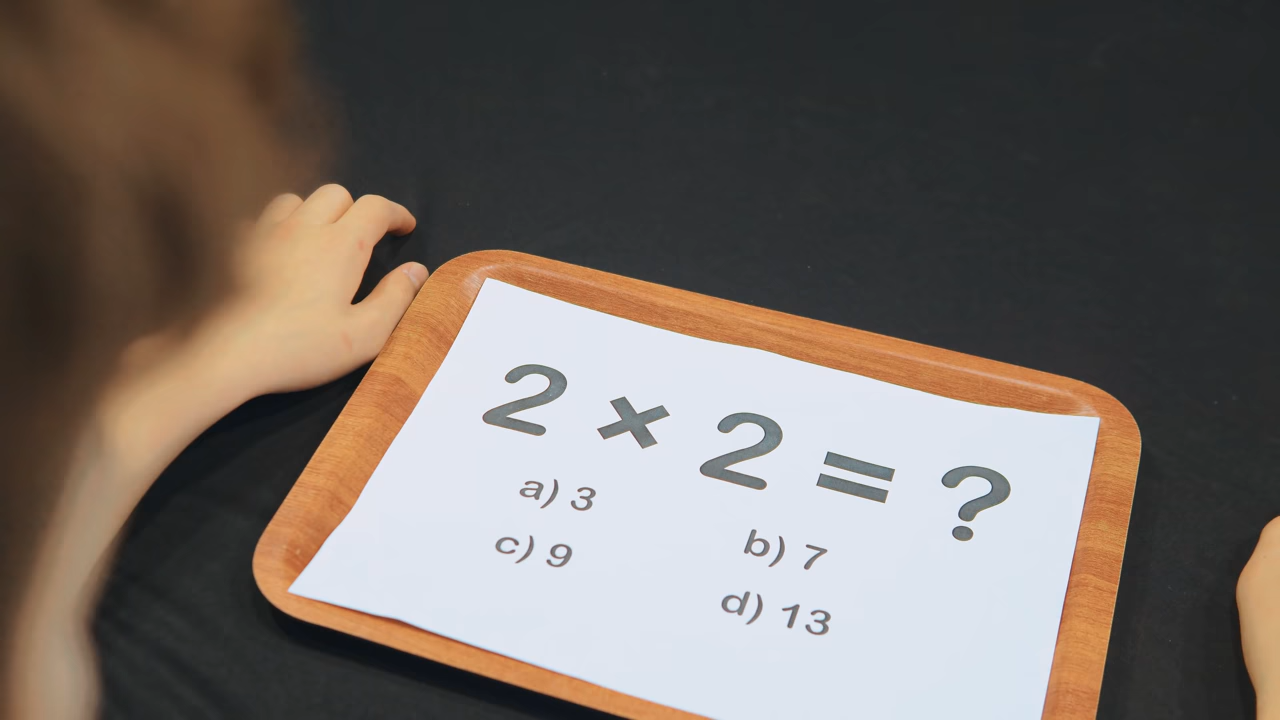 2 × 2 = ?
a) 3
b) 7
c) 9
d) 13